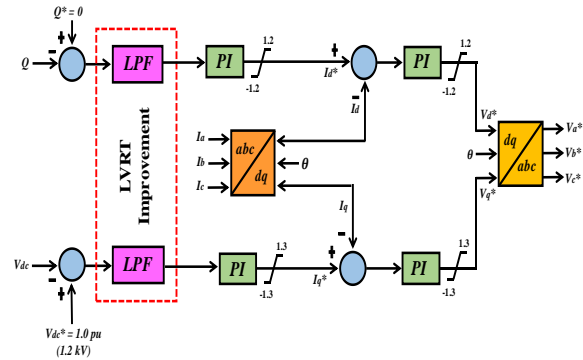 Q* = 0
Q
LPF
PI
1.2
-1.2
Id*
PI
1.2
-1.2
Id
Vd*
LVRT
Improvement
Ia
Ib
Ic
abc
dq
θ
Iq
θ
Vq*
dq
abc
Va*
Vb*
Vc*
Vdc
LPF
PI
1.3
-1.3
Iq*
PI
1.3
-1.3
Vdc* = 1.0 pu
(1.2 kV)